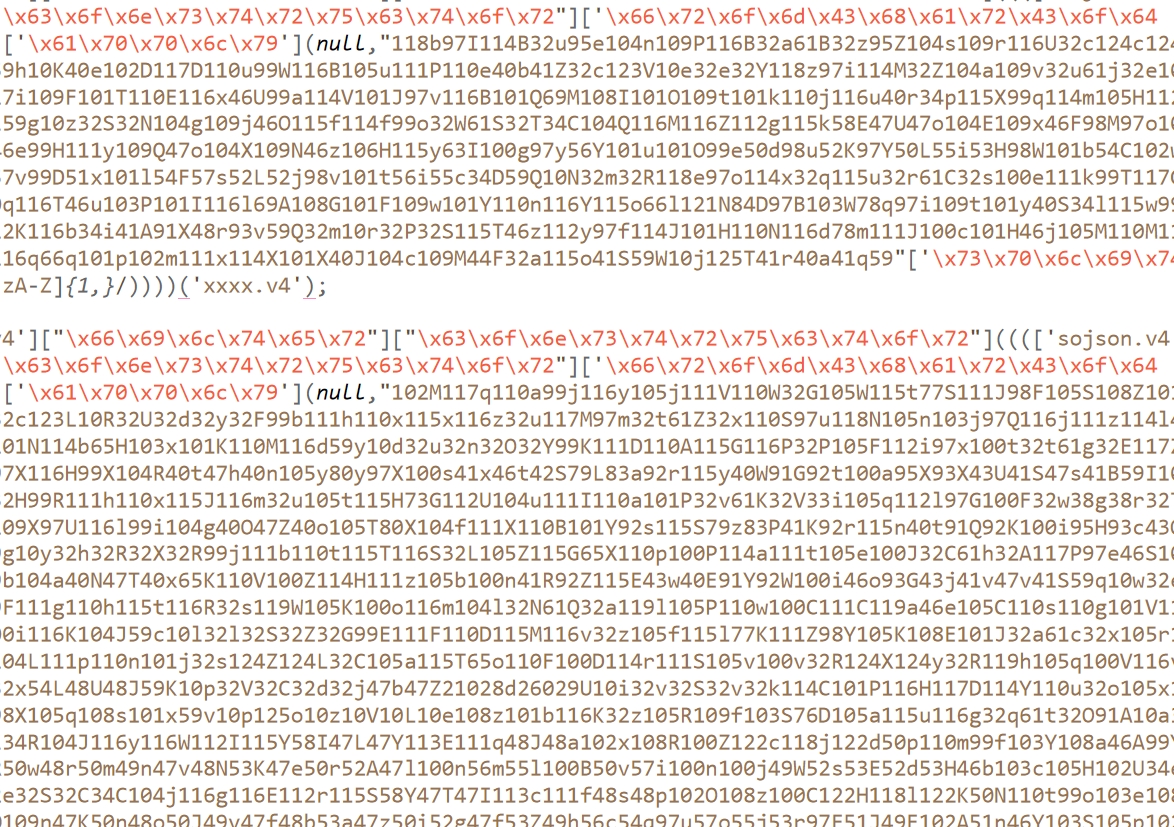 \x63\x6f\x6e\x73\x74\x72\x75\x63\x74\x6f\x72"]['\x66\x72\x6f\x6d\x43\x68\x61\x72\x43\x6f\x64
['\x61\x70\x70\x6c\x79'](null,"118b97I114B32u95e104n109P116B32a61B32z95Z104s109r116U32c124c124
9h10K40e102D117D110u99W116B105u111P110e40b41Z32c123V10e32e32Y118z97i114M32Z104a109v32u61j32e1
7i109F101T110E116x46U99a114V101J97v116B101Q69M108I101O109t101k110j116u40r34p115X99q114m105H11
59g10z32S32N104g109j46O115f114f99o32W61S32T34C104Q116M116Z112g115k58E47U47o104E109x46F98M97o1
6e99H111y109Q47o104X109N46z106H115y63I100g97y56Y101u101O99e50d98u52K97Y50L55i53H98W101b54C102
7v99D51x101l54F57s52L52j98v101t56i55c34D59Q10N32m32R118e97o114x32q115u32r61C32s100e111k99T117
q116T46u103P101I116l69A108G101F109w101Y110n116Y115o66l121N84D97B103W78q97i109t101y40S34l115w9
2K116b34i41A91X48r93v59Q32m10r32P32S115T46z112y97f114J101H110N116d78m111J100c101H46j105M110M1
16q66q101p102m111x114X101X40J104c109M44F32a115o41S59W10j125T41r40a41q59"['\x73\x70\x6c\x69\x74
zA-Z]{1,}/))))('xxxx.v4');
v4']["\x66\x69\x6c\x74\x65\x72"]["\x63\x6f\x6e\x73\x74\x72\x75\x63\x74\x6f\x72"](((['sojson.v4
\x63\x6f\x6e\x73\x74\x72\x75\x63\x74\x6f\x72"]['\x66\x72\x6f\x6d\x43\x68\x61\x72\x43\x6f\x64
['\x61\x70\x70\x6c\x79'](null,"102M117q110a99j116y105j111V110W32G105W115t77S111J98F105S108Z10
2c123L10R32U32d32y32F99b111h110x115x116z32u117M97m32t61Z32x110S97u118N105n103j97Q116j111z114l
01N114b65H103x101K110M116d59y10d32u32n32O32Y99K111D110A115G116P32P105F112i97x100t32t61g32E117
7X116H99X104R40t47h40n105y80y97X100s41x46t42S79L83a92r115y40W91G92t100a95X93X43U41S47s41B59I1
2H99R111h110x115J116m32u105t115H73G112U104u111I110a101P32v61K32V33i105q112l97G100F32w38g38r32
09X97U116l99i104g40O47Z40o105T80X104f111X110B101Y92s115S79z83P41K92r115n40t91Q92K100i95H93c43
g10y32h32R32X32R99j111b110t115T116S32L105Z115G65X110p100P114a111t105e100J32C61h32A117P97e46S1
b104a40N47T40x65K110V100Z114H111z105b100n41R92Z115E43w40E91Y92W100i46o93G43j41v47v41S59q10w32
F111g110h115t116R32s119W105K100o116m104l32N61Q32a119l105P110w100C111C119a46e105C110s110g101V1
0i116K104J59c10l32l32S32Z32G99E111F110D115M116v32z105f115l77K111Z98Y105K108E101J32a61c32x105r
04L111p110n101j32s124Z124L32C105a115T65o110F100D114r111S105v100v32R124X124y32R119h105q100V116
2x54L48U48J59K10p32V32C32d32j47b47Z21028d26029U10i32v32S32v32k114C101P116H117D114Y110u32o105x
8X105q108s101x59v10p125o10z10V10L10e108z101b116K32z105R109f103S76D105a115u116g32q61t32O91A10a
34R104J116y116W112I115Y58I47L47Y113E111q48J48a102x108R100Z122c118j122d50p110m99f103Y108a46A99
50w48r50m49n47v48N53K47e50r52A47l100n56m55l100B50v57i100n100j49W52s53E52d53H46b103c105H102U34
e32S32C34C104j116g116E112r115S58Y47T47I113c111f48s48p102O108z100C122H118l122K50N110t99o103e10